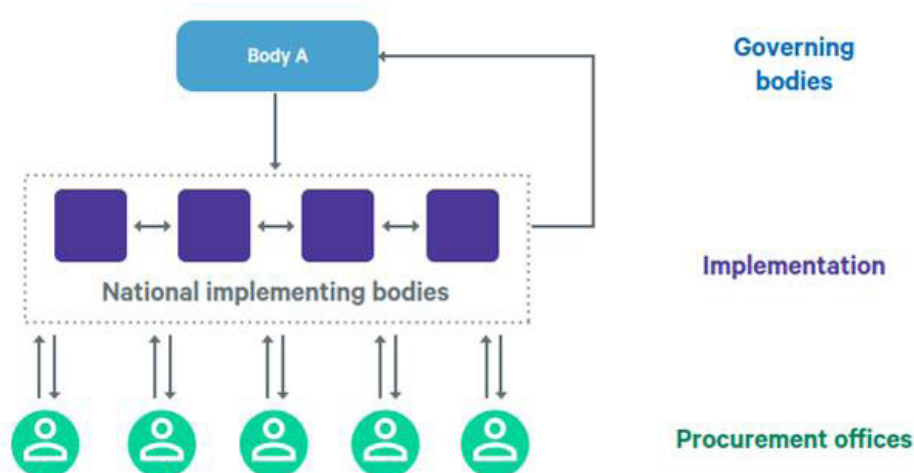 Body A
Governing
bodies
Implementation
National implementing bodies
Procurement offices